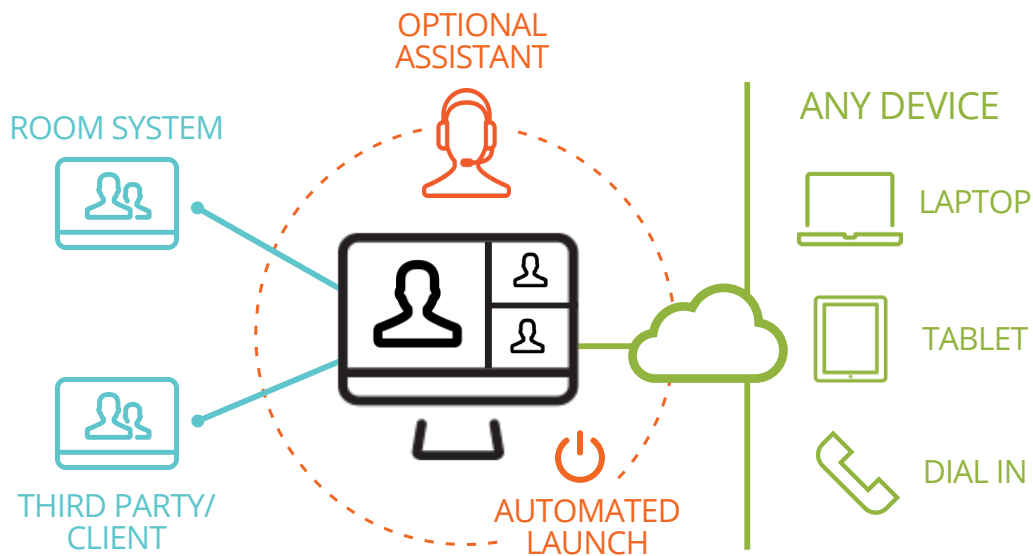 OPTIONAL
ASSISTANT
ROOM SYSTEM
THIRD PARTY/
CLIENT
AUTOMATED
LAUNCH
ANY DEVICE
LAPTOP
TABLET
DIAL IN